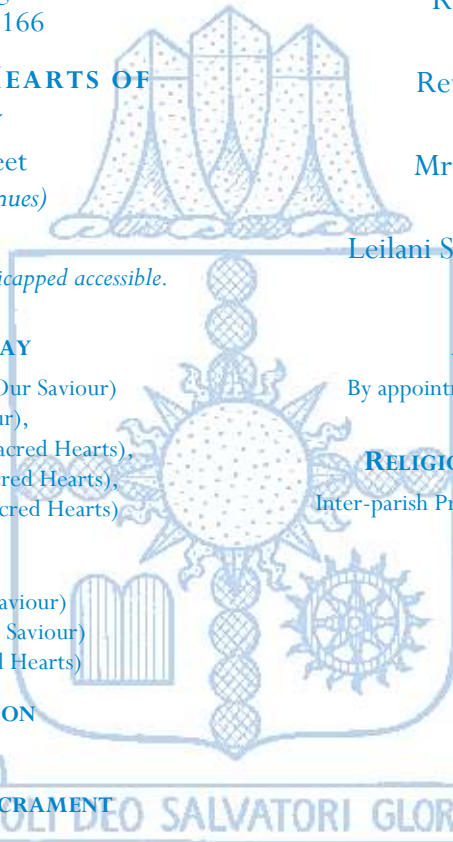 166
EARTS OF
eet
nues)
icapped accessible.
AY
Our Saviour)
ur),
acred Hearts),
cred Hearts),
cred Hearts)
aviour)
Saviour)
d Hearts)
ON
CRAMENT
R
Rev
Mr
Leilani S
By appointm
RELIGIO
Inter-parish Pr
OLI DEO SALVATORI GLOR